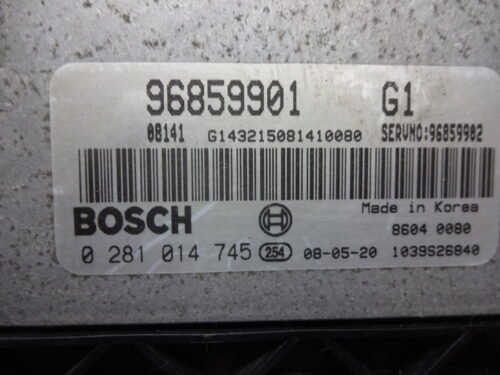 96859901 G1
08141 G143215081410080 SERVNO:96859902
Made in Korea
BOSCH
8604 0080
0 281 014 745 254 08-05-20 1039S26840